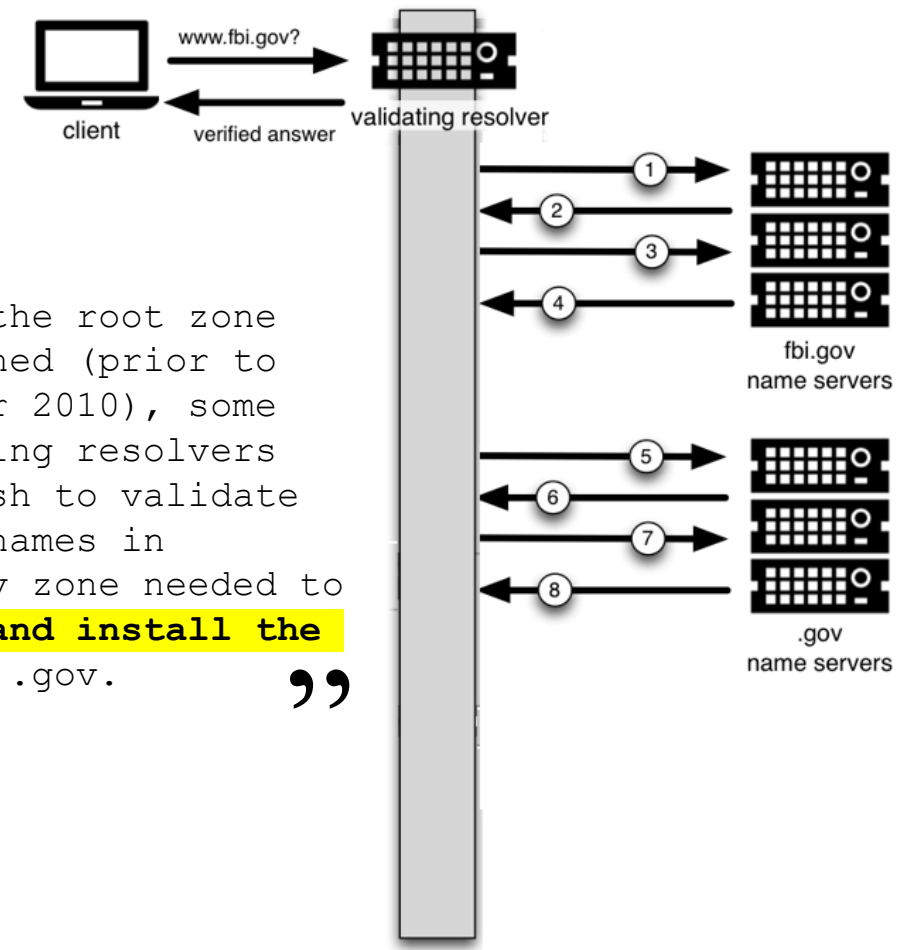 www.fbi.gov?
client
verified answer
validating resolver
1
2
3
4
fbi.gov
name servers
the root zone
ned (prior to
r 2010), some
ing resolvers
sh to validate
names in
y zone needed to
and install the
.gov.
”
5
6
7
8
.gov
name servers